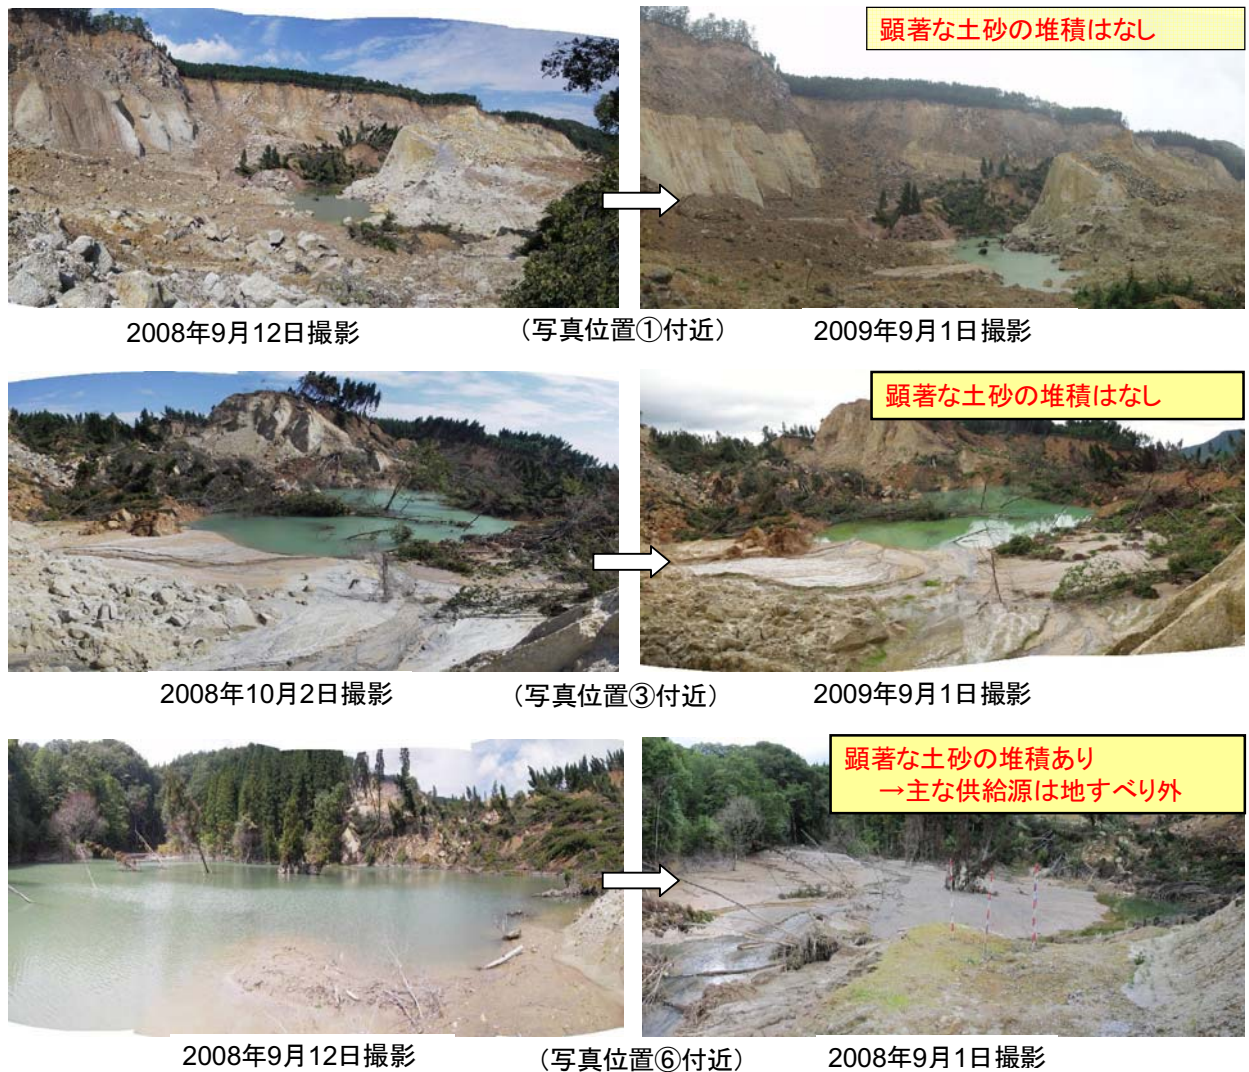 顕著な土砂の堆積はなし
2008年9月12日撮影
（写真位置①付近）
2009年9月1日撮影
顕著な土砂の堆積はなし
2008年10月2日撮影
（写真位置③付近）
2009年9月1日撮影
顕著な土砂の堆積あり
→主な供給源は地すべり外
2008年9月12日撮影
（写真位置⑥付近）
2008年9月1日撮影